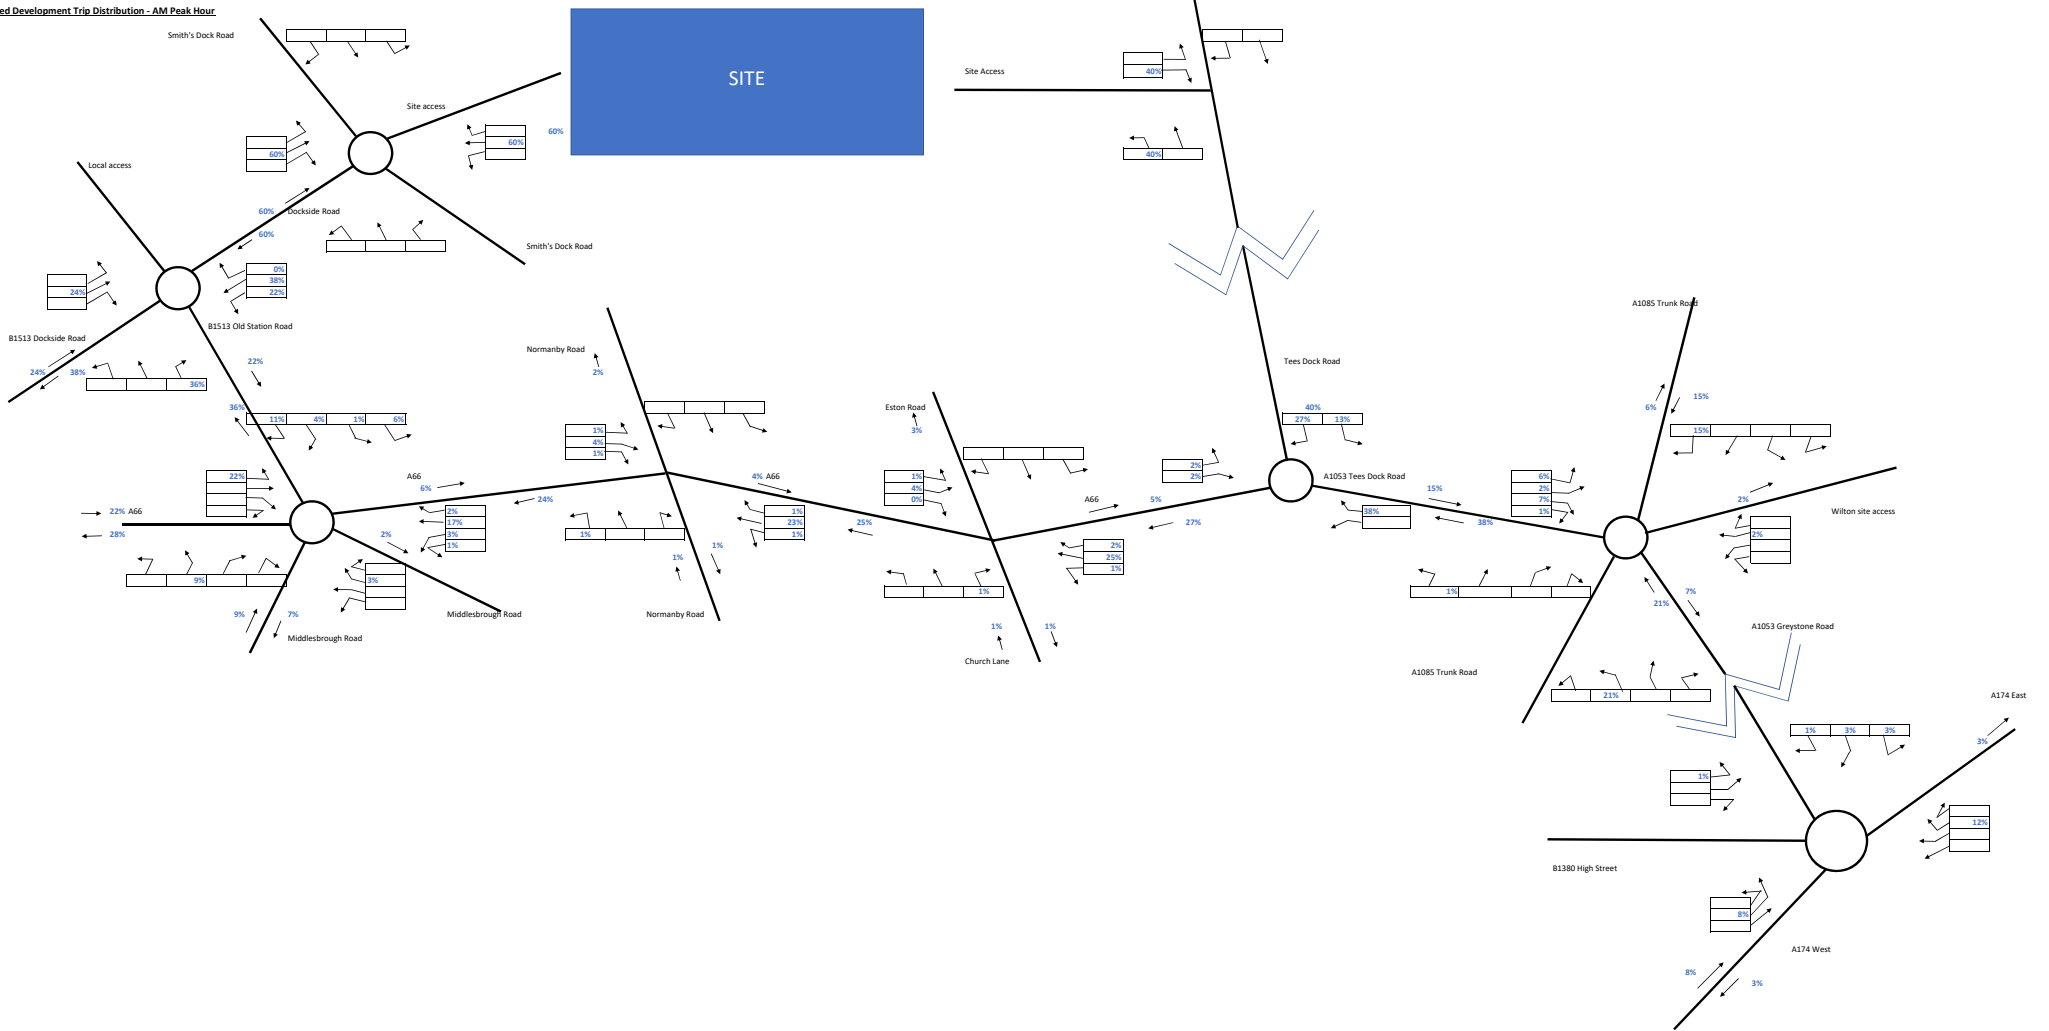 ed Development Trip Distribution - AM Peak Hour
Smith's Dock Road
SITE
Site Access
40%
Site access
60%
60%
60%
40%
Local access
60%
Dockside Road
60%
Smith's Dock Road
0%
38%
22%
24%
A1085 Trunk Road
B1513 Old Station Road
B1513 Dockside Road
24%
38%
36%
22%
Normanby Road
2%
Tees Dock Road
36%
11% 4% 1% 6%
Eston Road
3%
40%
27% 13%
6%
15%
15%
1%
4%
1%
22%
A66
6%
24%
4% A66
1%
4%
0%
2%
2%
A66
5%
27%
A1053 Tees Dock Road
15%
38%
38%
6%
2%
7%
1%
2%
Wilton site access
2%
22% A66
28%
2%
17%
3%
1%
2%
1%
1%
1%
1%
23%
1%
25%
2%
25%
1%
9%
3%
1%
1%
7%
21%
9%
7%
Middlesbrough Road
Middlesbrough Road
Normanby Road
1%
1%
Church Lane
A1053 Greystone Road
A1085 Trunk Road
21%
A174 East
1% 3% 3%
3%
1%
12%
B1380 High Street
8%
A174 West
8%
3%